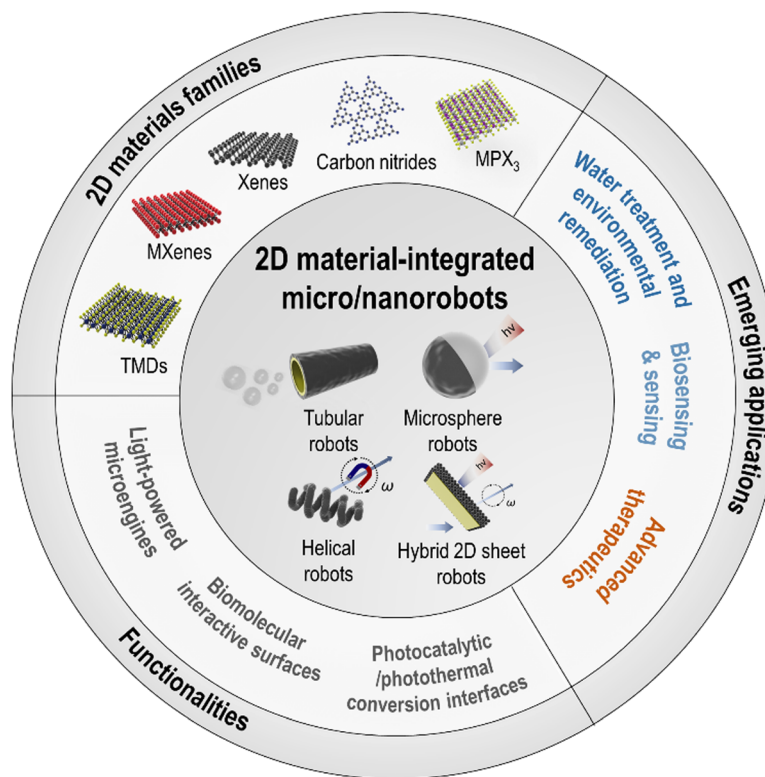 2D materials families
TMDs
MXenes
Xenes
Carbon nitrides
MPX₃
Emerging applications
Water treatment and
environmental
remediation
Biosensing
& sensing
Advanced
therapeutics
Functionalities
Light-powered
microengines
Biomolecular
interactive surfaces
Photocatalytic
/photothermal
conversion interfaces
2D material-integrated
micro/nanorobots
Tubular
robots
hv
Microsphere
robots
ω
Helical
robots
hv
ω
Hybrid 2D sheet
robots